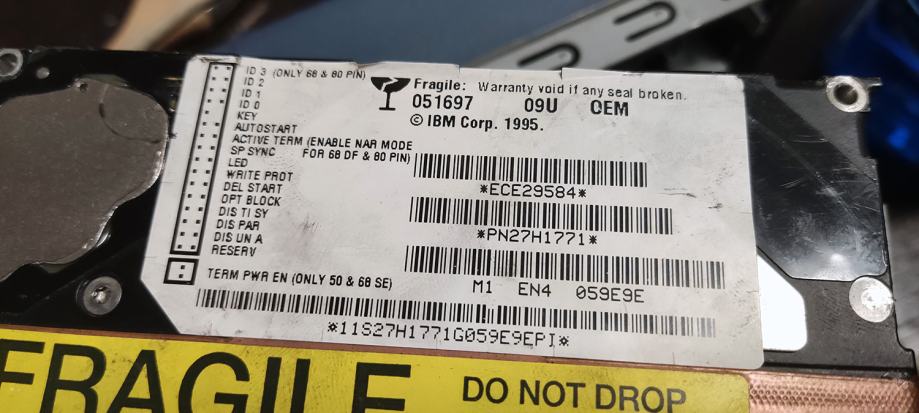 ID 3 (ONLY 68 & 80 PIN)
ID 2
ID 1
ID 0
KEY
AUTOSTART
ACTIVE TERM (ENABLE NAR MODE
SP SYNC FOR 68 DF & 80 PIN)
LED
WRITE PROT
DEL START
OPT BLOCK
DIS TI SY
DIS PAR
DIS UN A
RESERV
TERM PWR EN (ONLY 50 & 68 SE)
Fragile: Warranty void if any seal broken.
051697 09U OEM
© IBM Corp. 1995.
*ECE29584*
*PN27H1771*
M1 EN4 059E9E
*11S27H1771G059E9EPI*
FRAGILE DO NOT DROP